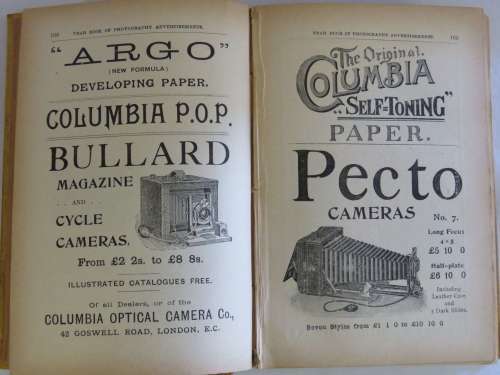 YEAR BOOK OF PHOTOGRAPHY ADVERTISEMENTS.
"ARGO"
(NEW FORMULA)
DEVELOPING PAPER.
COLUMBIA P.O.P.
BULLARD
MAGAZINE
AND
CYCLE
CAMERAS.
From £2 2s. to £8 8s.
ILLUSTRATED CATALOGUES FREE.
Of all Dealers, or of the
COLUMBIA OPTICAL CAMERA Co.,
42 GOSWELL ROAD, LONDON, E.C.
YEAR BOOK OF PHOTOGRAPHY ADVERTISEMENTS.
The Original
COLUMBIA
"SELF-TONING"
PAPER.
Pecto
CAMERAS
No. 7.
Long Focus
4 × 5
£5 10 0
Half-plate
£6 10 0
Including
Leather Case
and
3 Dark Slides.
Seven Styles from £1 1 0 to £10 10 0